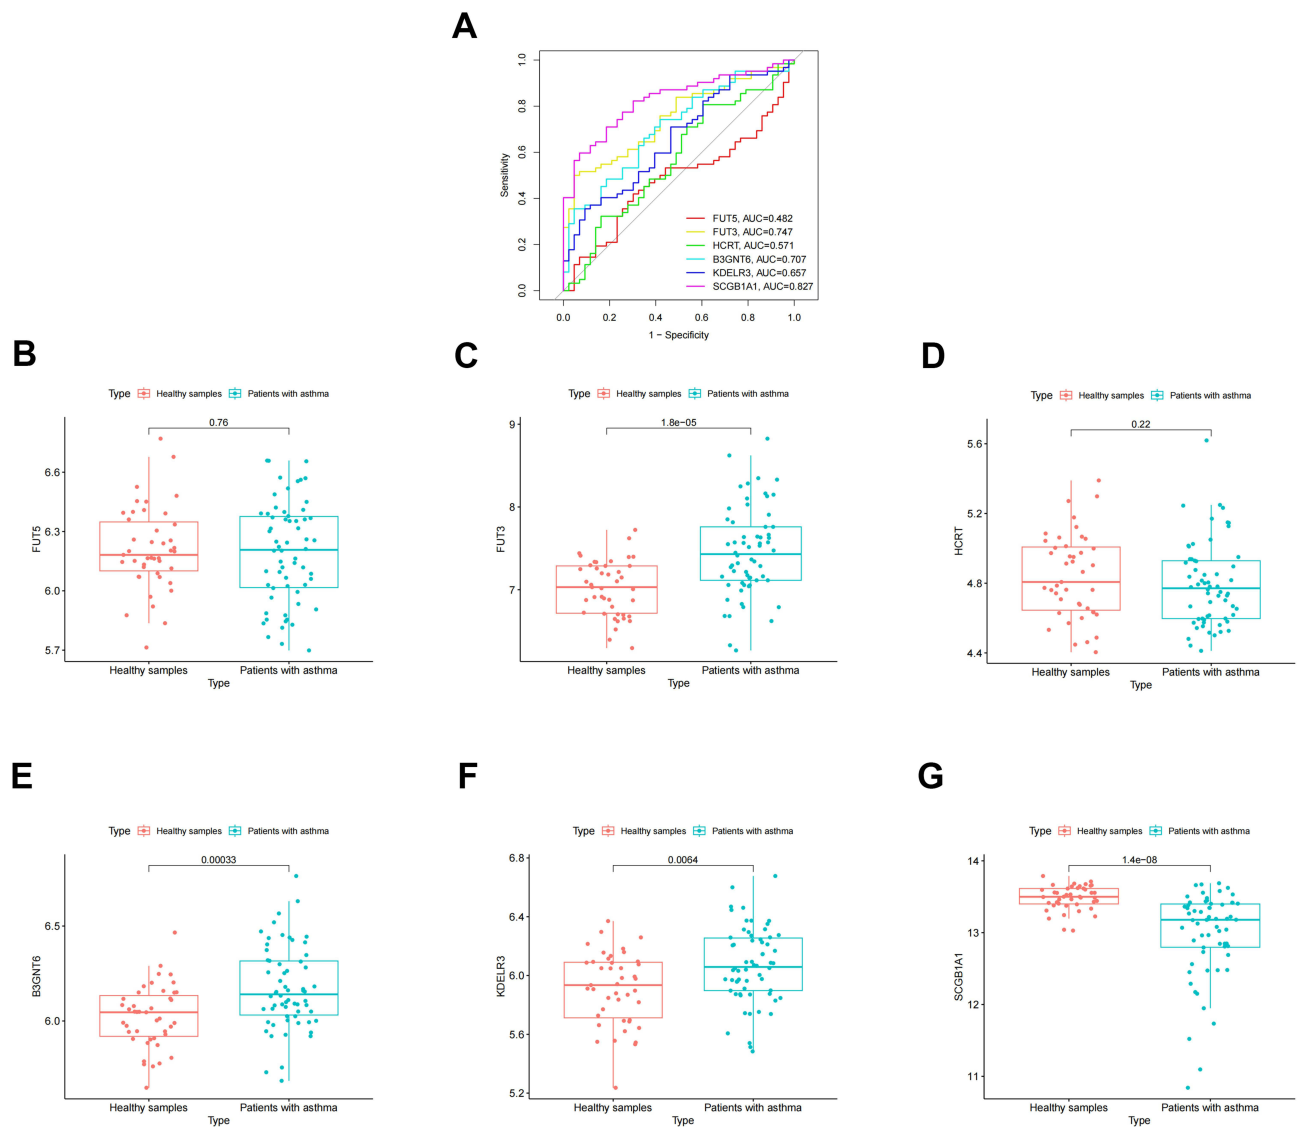 A
1.0
0.8
0.6
0.4
0.2
0.0
Sensitivity
FUT5, AUC=0.482
FUT3, AUC=0.747
HCRT, AUC=0.571
B3GNT6, AUC=0.707
KDELR3, AUC=0.657
SCGB1A1, AUC=0.827
0.0 0.2 0.4 0.6 0.8 1.0
1 − Specificity
B
Type Healthy samples Patients with asthma
0.76
6.6
6.3
6.0
5.7
FUT5
Healthy samples Patients with asthma
Type
C
Type Healthy samples Patients with asthma
1.8e−05
9
8
7
FUT3
Healthy samples Patients with asthma
Type
D
Type Healthy samples Patients with asthma
0.22
5.6
5.2
4.8
4.4
HCRT
Healthy samples Patients with asthma
Type
E
Type Healthy samples Patients with asthma
0.00033
6.5
6.0
B3GNT6
Healthy samples Patients with asthma
Type
F
Type Healthy samples Patients with asthma
0.0064
6.8
6.4
6.0
5.6
5.2
KDELR3
Healthy samples Patients with asthma
Type
G
Type Healthy samples Patients with asthma
1.4e−08
14
13
12
11
SCGB1A1
Healthy samples Patients with asthma
Type